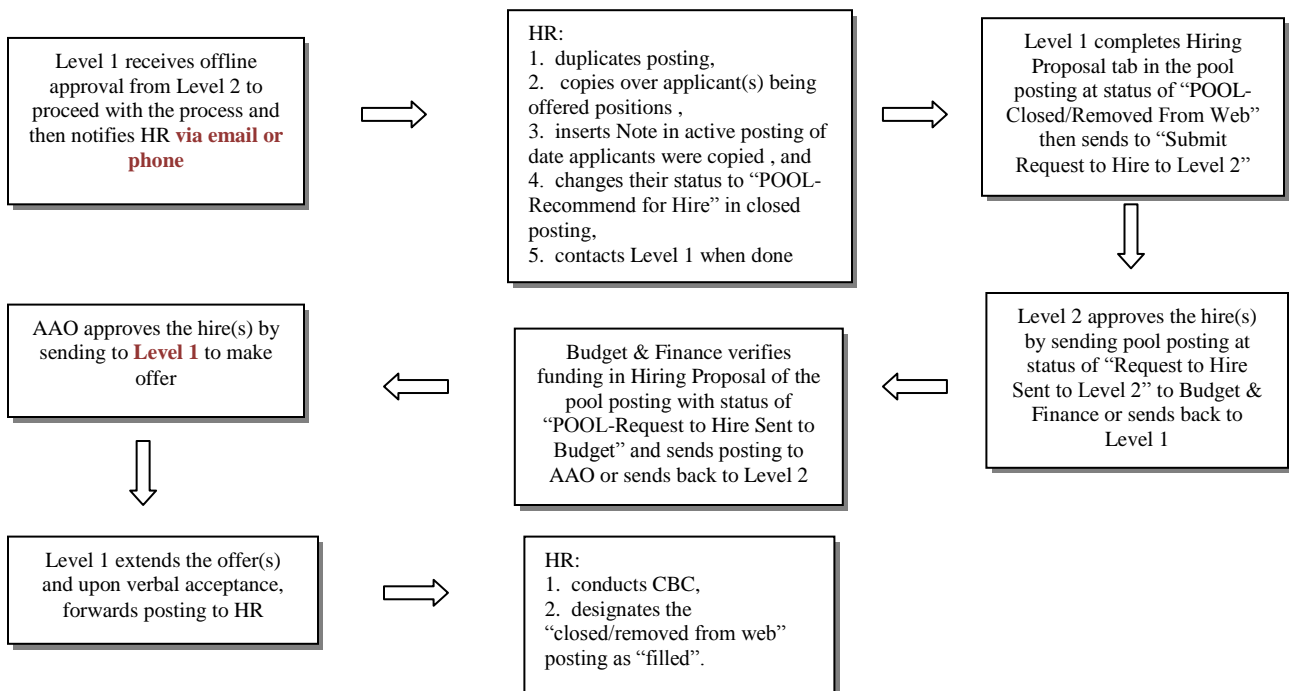 Level 1 receives offline
approval from Level 2 to
proceed with the process and
then notifies HR via email or
phone
HR:
1.  duplicates posting,
2.   copies over applicant(s) being
offered positions ,
3.  inserts Note in active posting of
date applicants were copied , and
4.  changes their status to “POOL-
Recommend for Hire” in closed
posting,
5.  contacts Level 1 when done
Level 1 completes Hiring
Proposal tab in the pool
posting at status of “POOL-
Closed/Removed From Web”
then sends to “Submit
Request to Hire to Level 2”
Level 2 approves the hire(s)
by sending pool posting at
status of “Request to Hire
Sent to Level 2” to Budget &
Finance or sends back to
Level 1
Budget & Finance verifies
funding in Hiring Proposal of the
pool posting with status of
“POOL-Request to Hire Sent to
Budget” and sends posting to
AAO or sends back to Level 2
AAO approves the hire(s) by
sending to Level 1 to make
offer
Level 1 extends the offer(s)
and upon verbal acceptance,
forwards posting to HR
HR:
1.  conducts CBC,
2.  designates the
“closed/removed from web”
posting as “filled”.